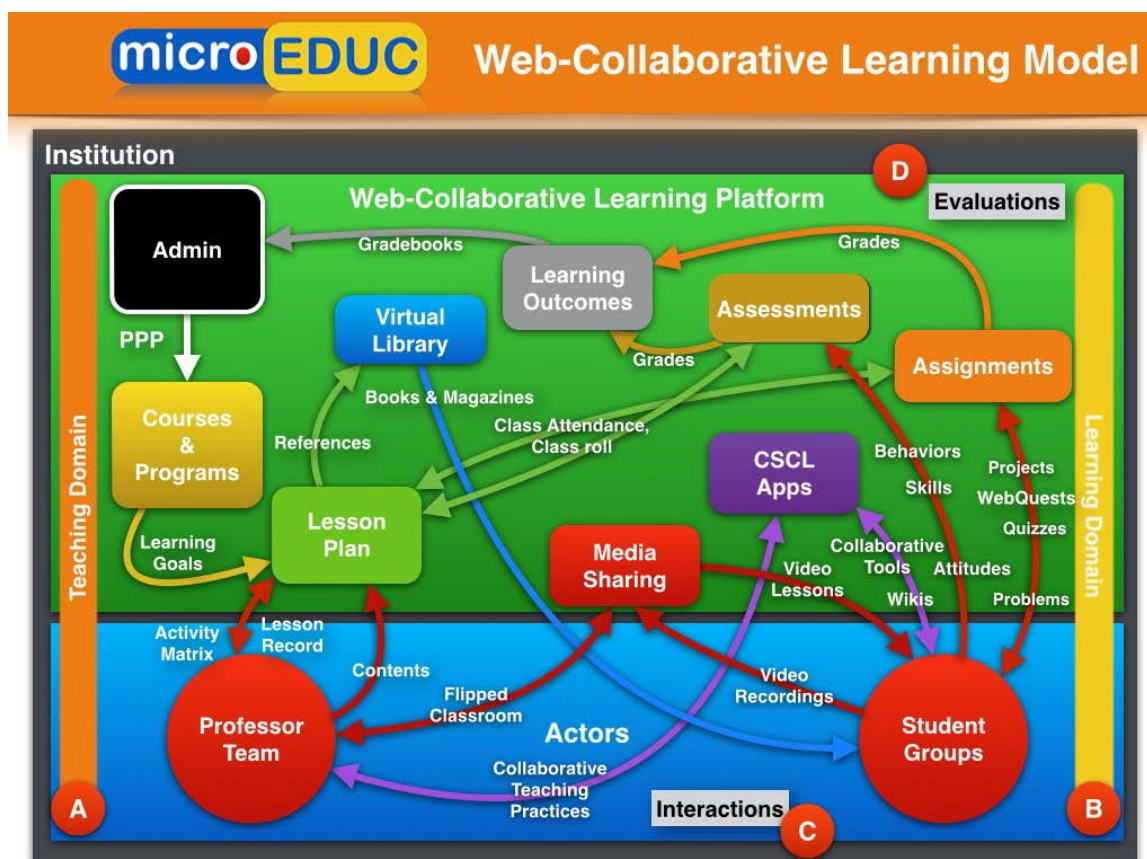 microEDUC
Web-Collaborative Learning Model
Institution
D
Web-Collaborative Learning Platform
Evaluations
Admin
Gradebooks
Grades
Learning
Outcomes
Assessments
Virtual
Library
PPP
Grades
Assignments
Courses
&
Programs
Books & Magazines
References
Class Attendance,
Class roll
CSCL
Apps
Behaviors
Skills
Projects
WebQuests
Quizzes
Teaching Domain
Learning Domain
Lesson
Plan
Learning
Goals
Media
Sharing
Video
Lessons
Collaborative
Tools
Attitudes
Wikis
Problems
Activity
Matrix
Lesson
Record
Contents
Flipped
Classroom
Video
Recordings
Professor
Team
Actors
Student
Groups
Collaborative
Teaching
Practices
Interactions
A
C
B